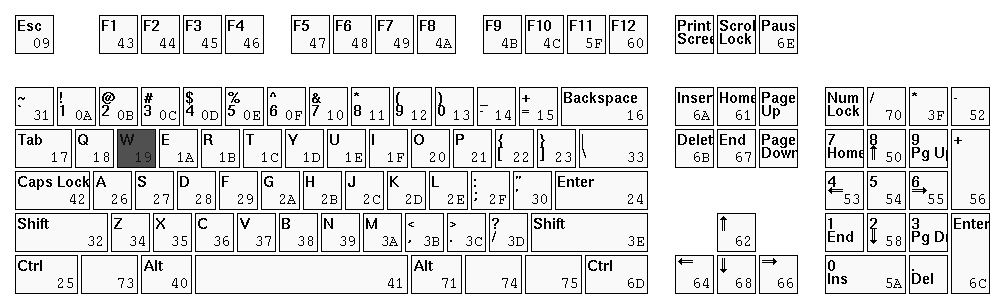 Esc F1 F2 F3 F4 F5 F6 F7 F8 F9 F10 F11 F12 Print Scrol Paus
09 43 44 45 46 47 48 49 4A 4B 4C 5F 60 Scree Lock 6E
~ ! @ # $ % ^ & * ( ) _ + Backspace Inser Home Page Num / * -
` 31 1 0A 2 0B 3 0C 4 0D 5 0E 6 0F 7 10 8 11 9 12 0 13 - 14 = 15 16 6A 61 Up Lock 70 3F 52
Tab Q W E R T Y U I O P { } | Delet End Page 7 8 9 +
17 18 19 1A 1B 1C 1D 1E 1F 20 21 [ 22 ] 23 \ 33 6B 67 Down Home ↑ 50 Pg U
Caps Lock A S D F G H J K L : " Enter 4 5 6
42 26 27 28 29 2A 2B 2C 2D 2E ; 2F ' 30 24 ← 53 54 → 55 56
Shift Z X C V B N M < > ? Shift ↑ 1 2 3 Enter
32 34 35 36 37 38 39 3A , 3B . 3C / 3D 3E 62 End ↓ 58 Pg D
Ctrl Alt Alt Ctrl ← ↓ → 0 .
25 73 40 41 71 74 75 6D 64 68 66 Ins 5A Del 6C